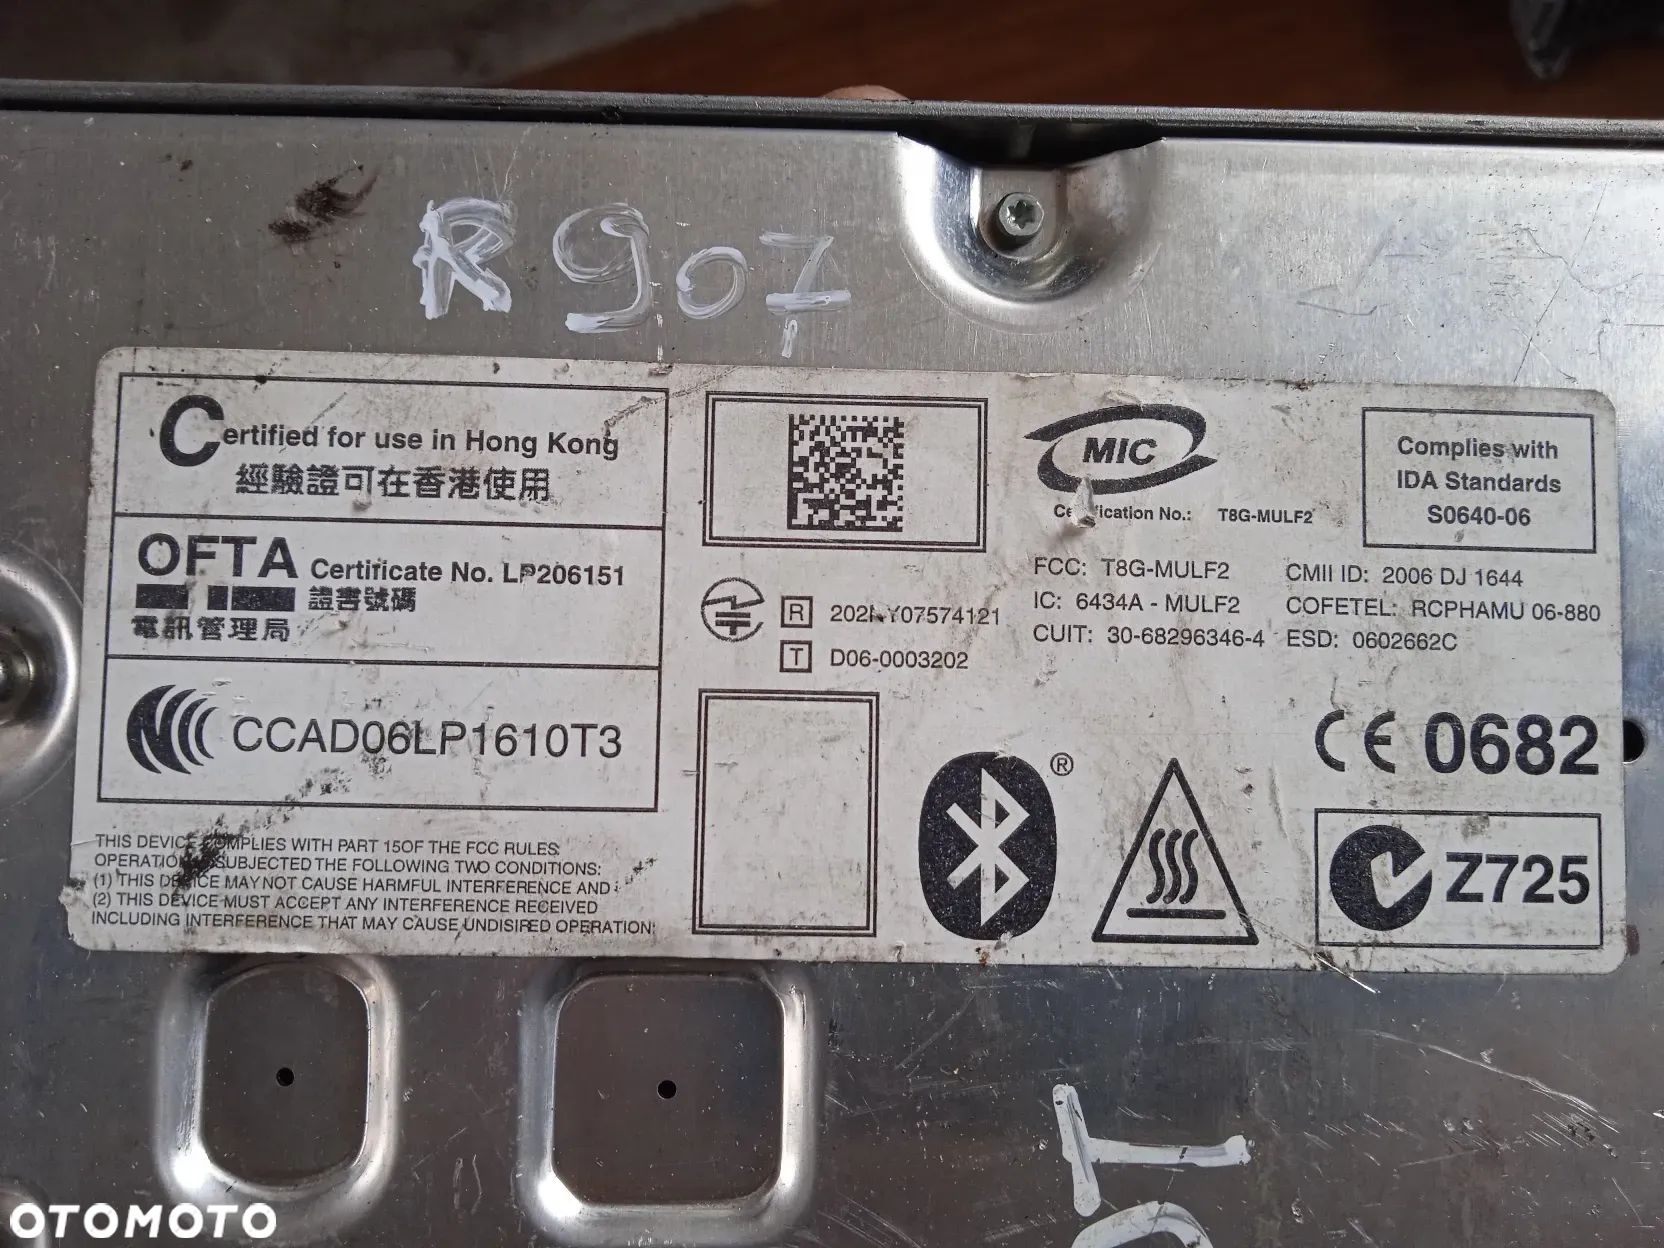 R907
Certified for use in Hong Kong
經驗證可在香港使用
OFTA Certificate No. LP206151
證書號碼
電訊管理局
CCAD06LP1610T3
THIS DEVICE COMPLIES WITH PART 15OF THE FCC RULES
OPERATION SUBJECTED THE FOLLOWING TWO CONDITIONS:
(1) THIS DEVICE MAY NOT CAUSE HARMFUL INTERFERENCE AND
(2) THIS DEVICE MUST ACCEPT ANY INTERFERENCE RECEIVED
INCLUDING INTERFERENCE THAT MAY CAUSE UNDISIRED OPERATION
R 202NY07574121
T D06-0003202
MIC
Certification No.: T8G-MULF2
Complies with
IDA Standards
S0640-06
FCC: T8G-MULF2
IC: 6434A - MULF2
CUIT: 30-68296346-4
CMII ID: 2006 DJ 1644
COFETEL: RCPHAMU 06-880
ESD: 0602662C
®
CE 0682
Z725
OTOMOTO